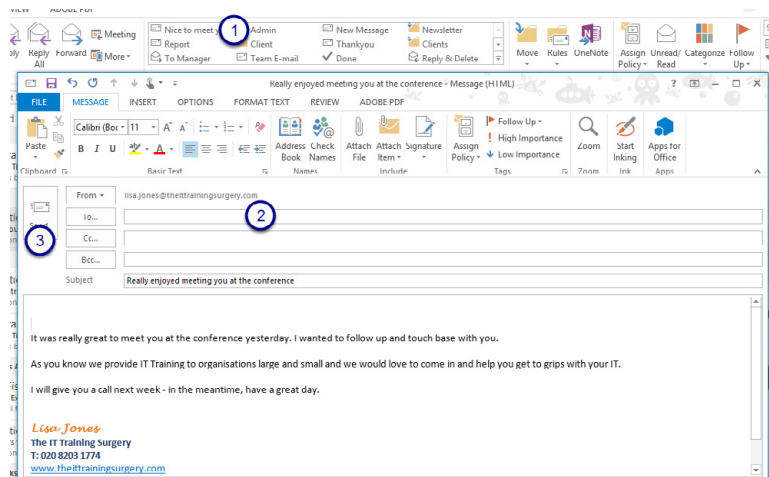 VIEW ADOBE PDF
Reply All
Forward
Meeting
More
Nice to meet
Report
To Manager
Admin
Client
Team E-mail
New Message
Thankyou
Done
Newsletter
Clients
Reply & Delete
Move
Rules
OneNote
Assign Policy
Unread/ Read
Categorize
Follow Up
1
Really enjoyed meeting you at the conference - Message (HTML)
FILE MESSAGE INSERT OPTIONS FORMAT TEXT REVIEW ADOBE PDF
Paste
Clipboard
Calibri (Boc 11
B I U
Basic Text
Address Book
Check Names
Names
Attach File
Attach Item
Signature
Include
Assign Policy
Follow Up
High Importance
Low Importance
Tags
Zoom
Zoom
Start Inking
Ink
Apps for Office
Apps
From lisa.jones@theittrainingsurgery.com
To...
2
Send
3
Cc...
Bcc...
Subject Really enjoyed meeting you at the conference
It was really great to meet you at the conference yesterday. I wanted to follow up and touch base with you.
As you know we provide IT Training to organisations large and small and we would love to come in and help you get to grips with your IT.
I will give you a call next week - in the meantime, have a great day.
Lisa Jones
The IT Training Surgery
T: 020 8203 1774
www.theittrainingsurgery.com